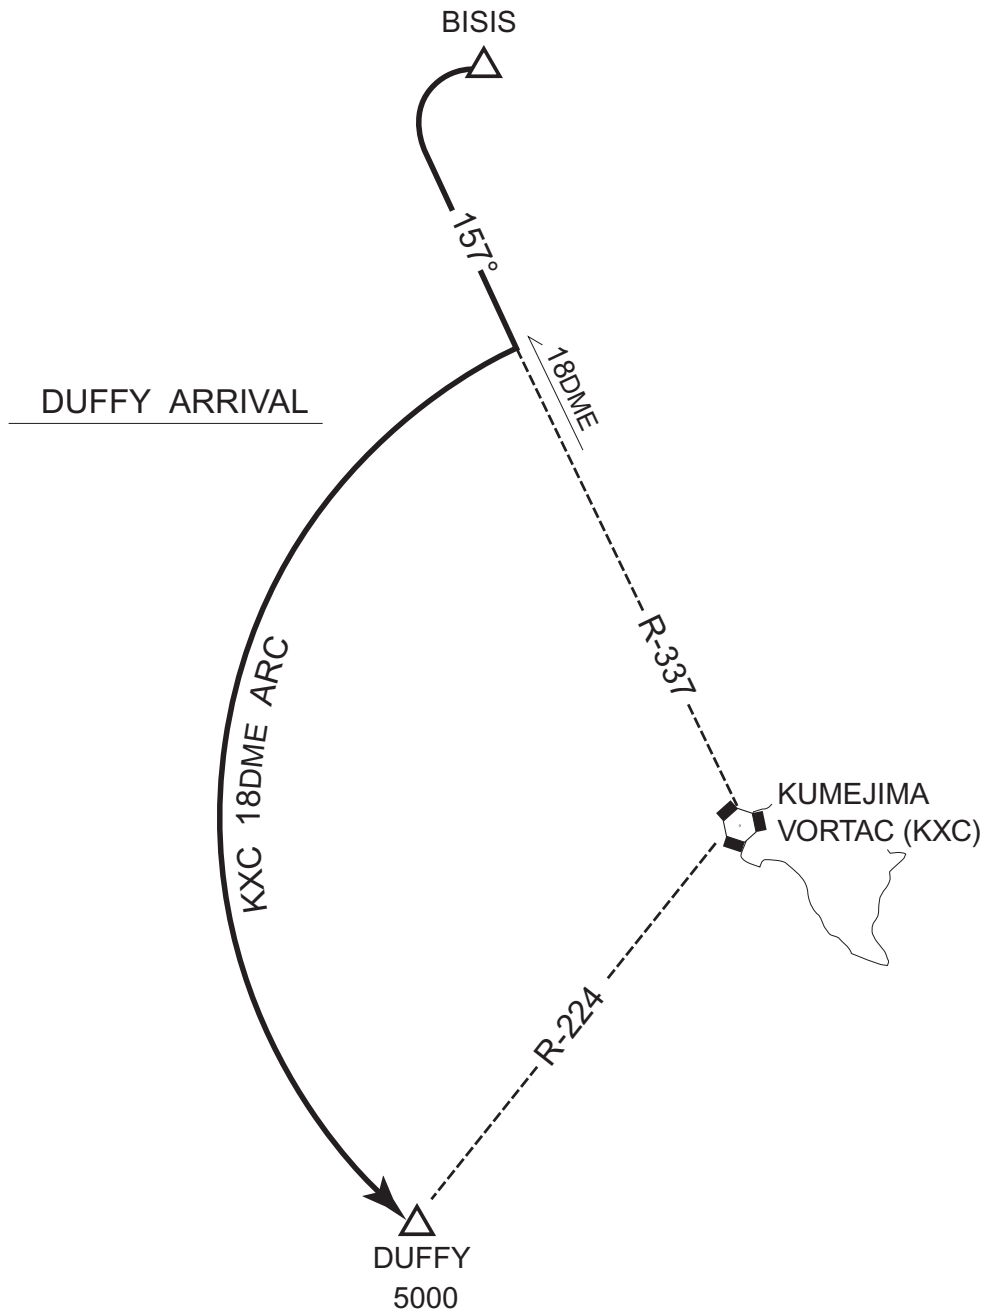 BISIS
157°
18DME
DUFFY ARRIVAL
KXC 18DME ARC
R-337
KUMEJIMA
VORTAC (KXC)
R-224
DUFFY
5000